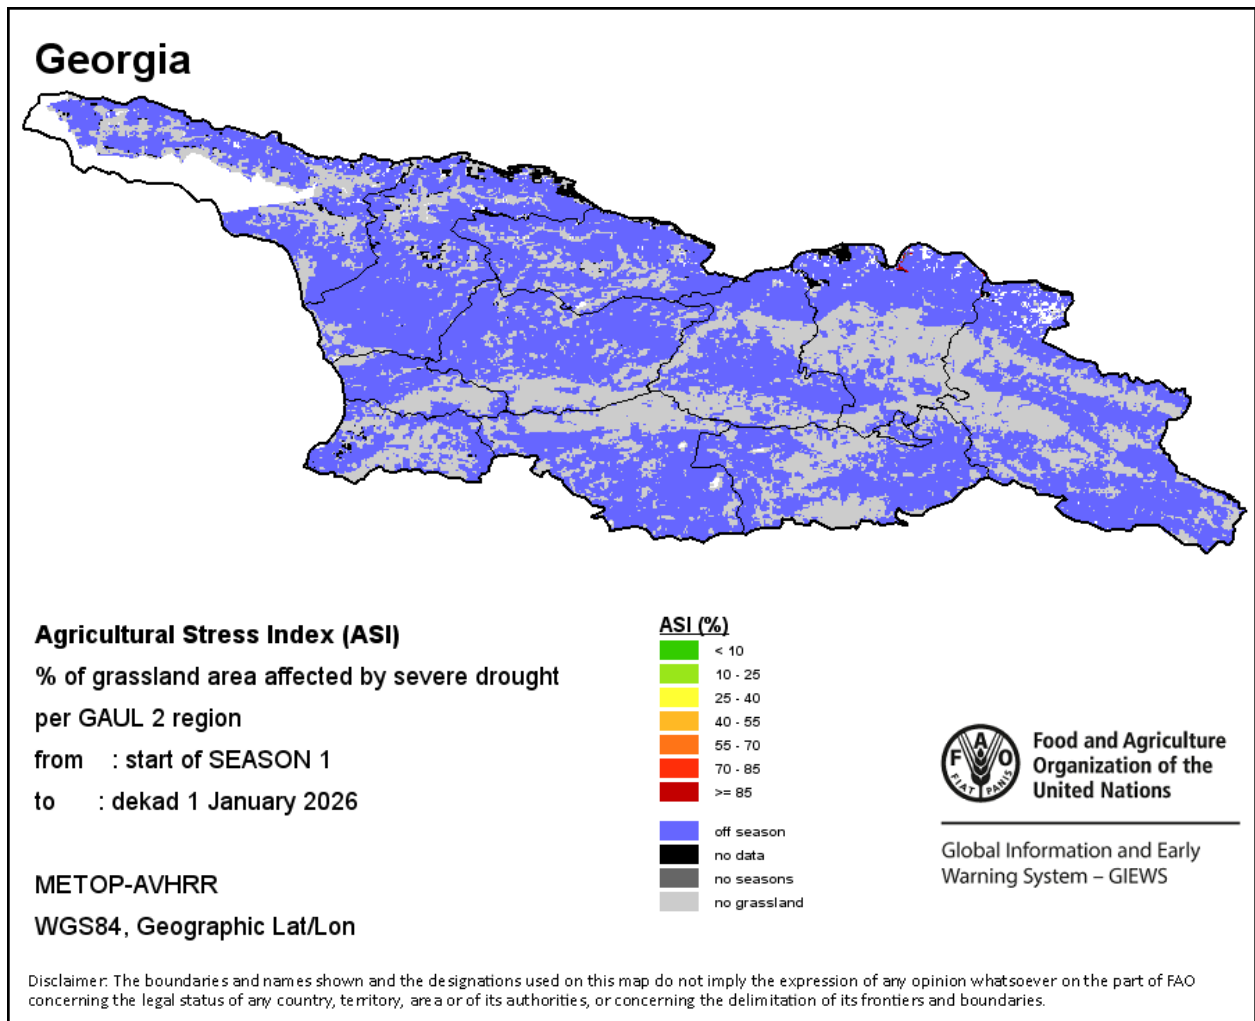 Georgia
Agricultural Stress Index (ASI)
% of grassland area affected by severe drought
per GAUL 2 region
from : start of SEASON 1
to : dekad 1 January 2026
METOP-AVHRR
WGS84, Geographic Lat/Lon
ASI (%)
< 10
10 - 25
25 - 40
40 - 55
55 - 70
70 - 85
>= 85
off season
no data
no seasons
no grassland
F A O
FIAT PANIS
Food and Agriculture
Organization of the
United Nations
Global Information and Early
Warning System – GIEWS
Disclaimer: The boundaries and names shown and the designations used on this map do not imply the expression of any opinion whatsoever on the part of FAO
concerning the legal status of any country, territory, area or of its authorities, or concerning the delimitation of its frontiers and boundaries.